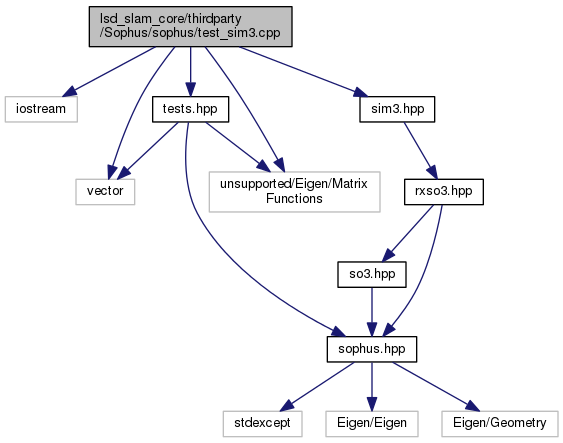 lsd_slam_core/thirdparty
/Sophus/sophus/test_sim3.cpp
iostream
tests.hpp
sim3.hpp
vector
unsupported/Eigen/Matrix
Functions
rxso3.hpp
so3.hpp
sophus.hpp
stdexcept
Eigen/Eigen
Eigen/Geometry